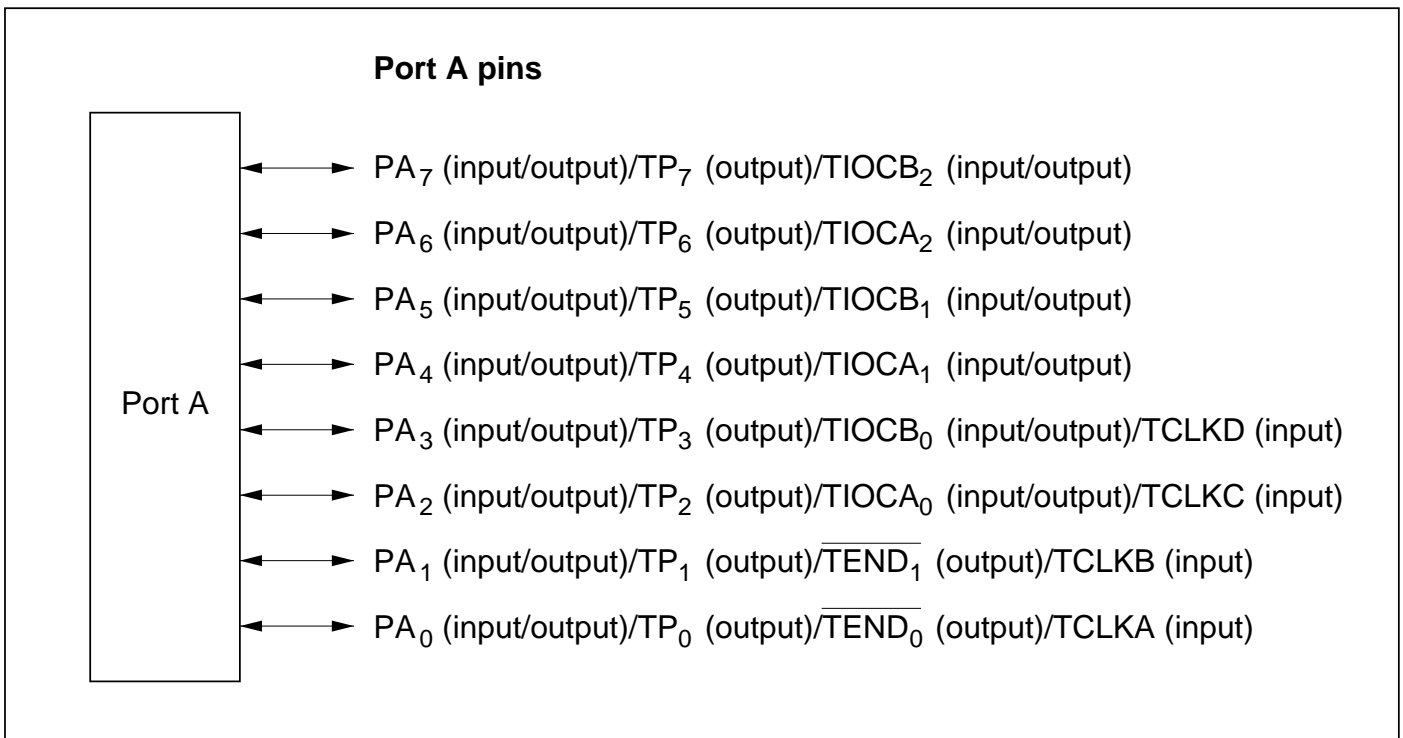 Port A pins
PA₇ (input/output)/TP₇ (output)/TIOCB₂ (input/output)
PA₆ (input/output)/TP₆ (output)/TIOCA₂ (input/output)
PA₅ (input/output)/TP₅ (output)/TIOCB₁ (input/output)
PA₄ (input/output)/TP₄ (output)/TIOCA₁ (input/output)
Port A
PA₃ (input/output)/TP₃ (output)/TIOCB₀ (input/output)/TCLKD (input)
PA₂ (input/output)/TP₂ (output)/TIOCA₀ (input/output)/TCLKC (input)
PA₁ (input/output)/TP₁ (output)/T̅E̅N̅D̅₁̅ (output)/TCLKB (input)
PA₀ (input/output)/TP₀ (output)/T̅E̅N̅D̅₀̅ (output)/TCLKA (input)